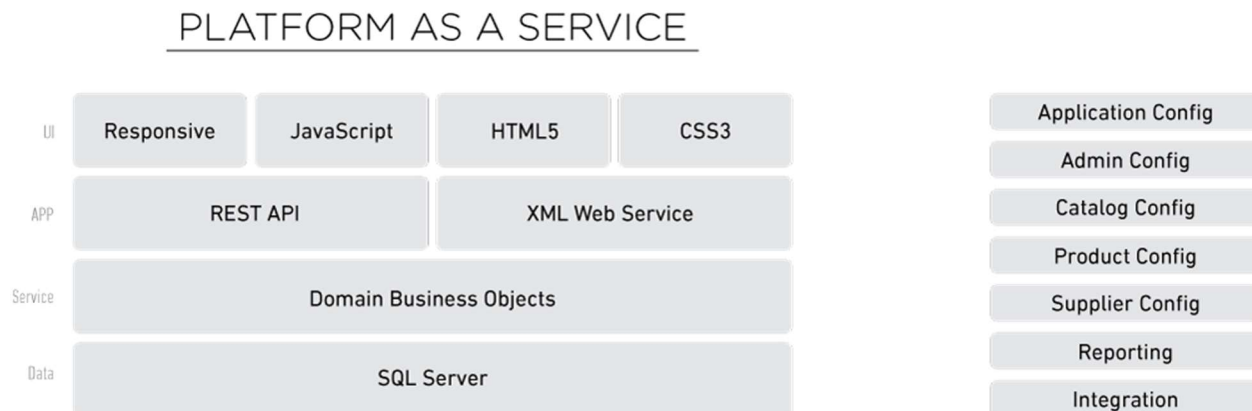 PLATFORM AS A SERVICE
UI
Responsive
JavaScript
HTML5
CSS3
APP
REST API
XML Web Service
Service
Domain Business Objects
Data
SQL Server
Application Config
Admin Config
Catalog Config
Product Config
Supplier Config
Reporting
Integration